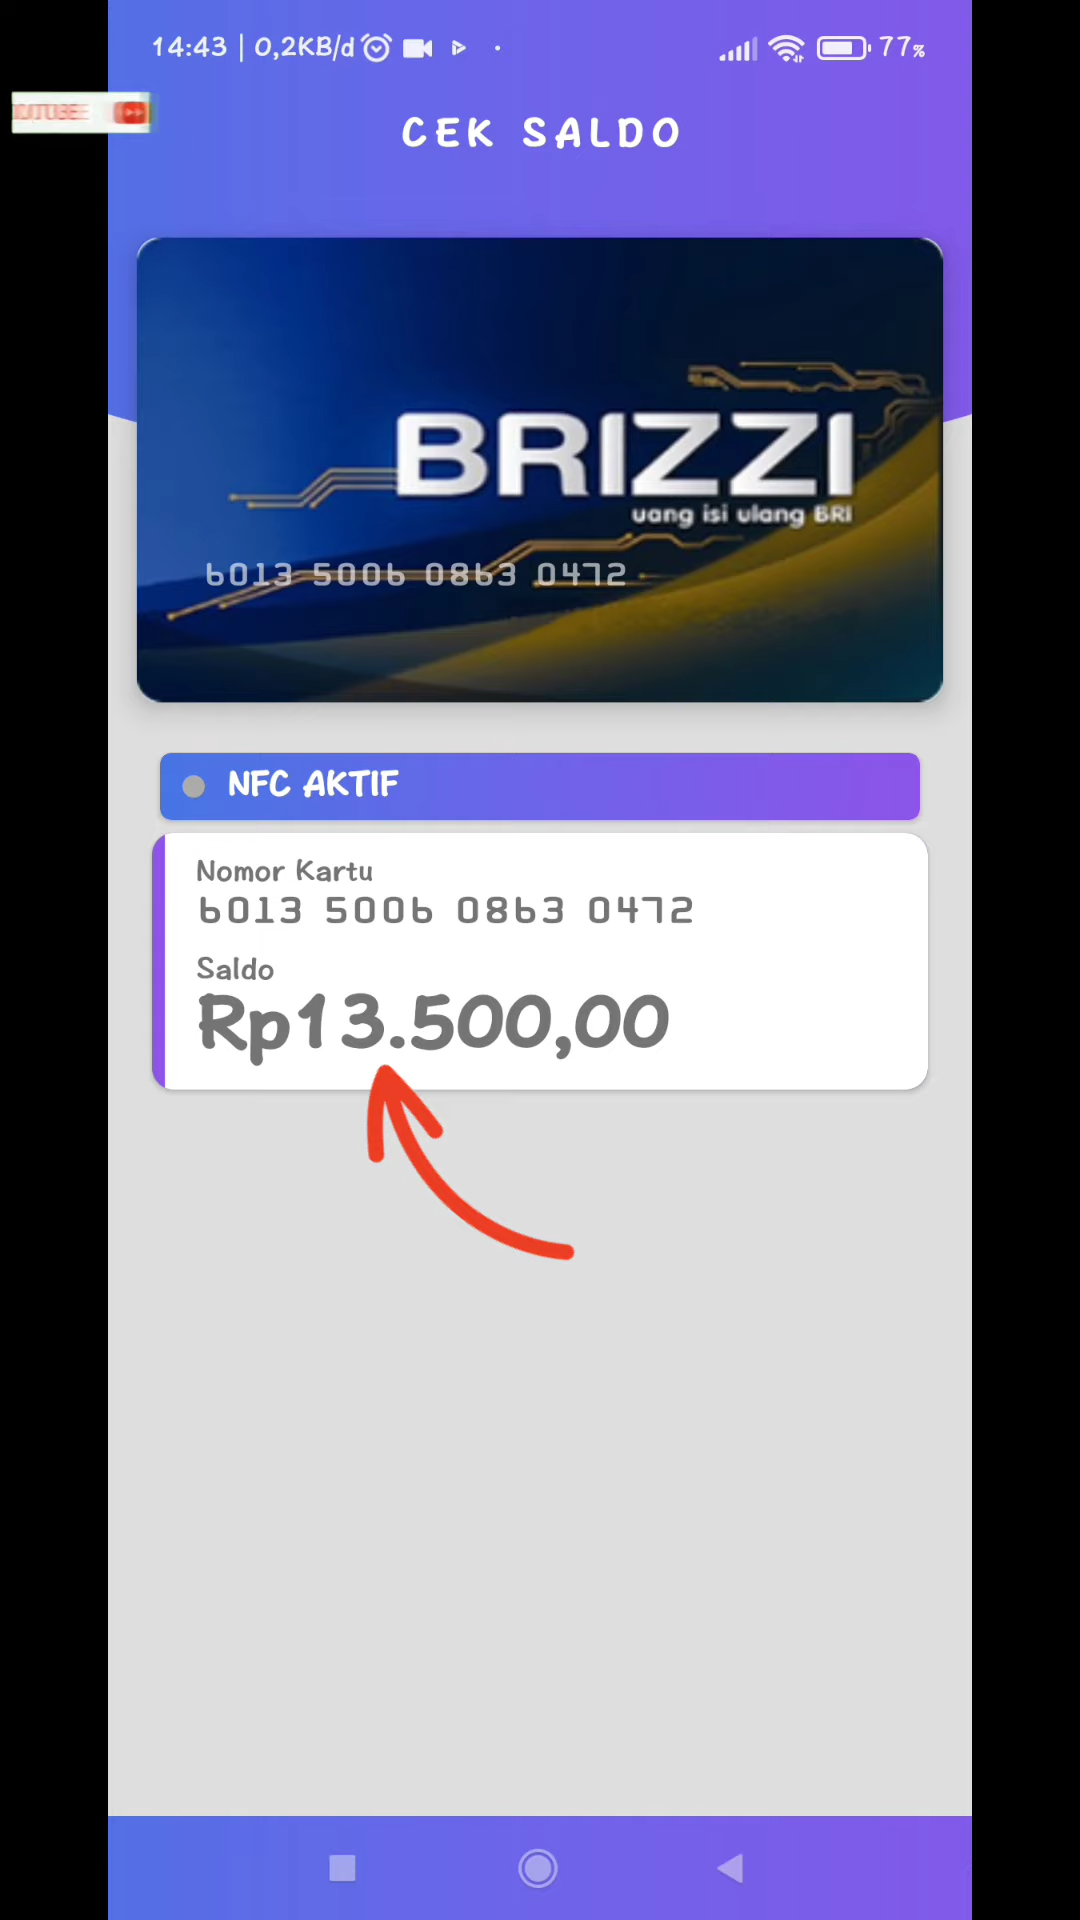 14:43 | 0,2KB/d
77%
CEK SALDO
BRIZZI
uang isi ulang BRI
6013 5006 0863 0472
NFC AKTIF
Nomor Kartu
6013 5006 0863 0472
Saldo
Rp13.500,00